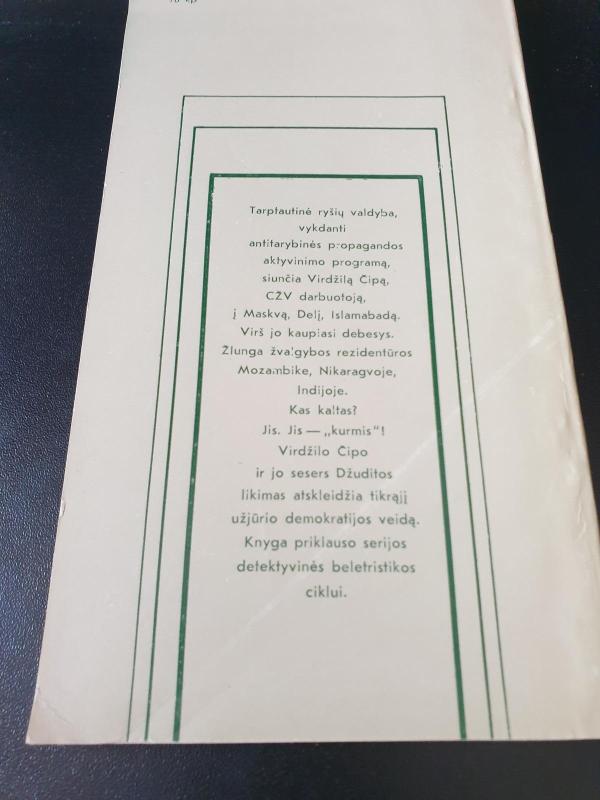 Tarptautinė ryšių valdyba,
vykdanti
antitarybinės propagandos
aktyvinimo programą,
siunčia Virdžilą Čipą,
CŽV darbuotoją,
į Maskvą, Delį, Islamabadą.
Virš jo kaupiasi debesys.
Žlunga žvalgybos rezidentūros
Mozambike, Nikaragvoje,
Indijoje.
Kas kaltas?
Jis. Jis — „kurmis“!
Virdžilo Čipo
ir jo sesers Džuditos
likimas atskleidžia tikrąjį
užjūrio demokratijos veidą.
Knyga priklauso serijos
detektyvinės beletristikos
ciklui.